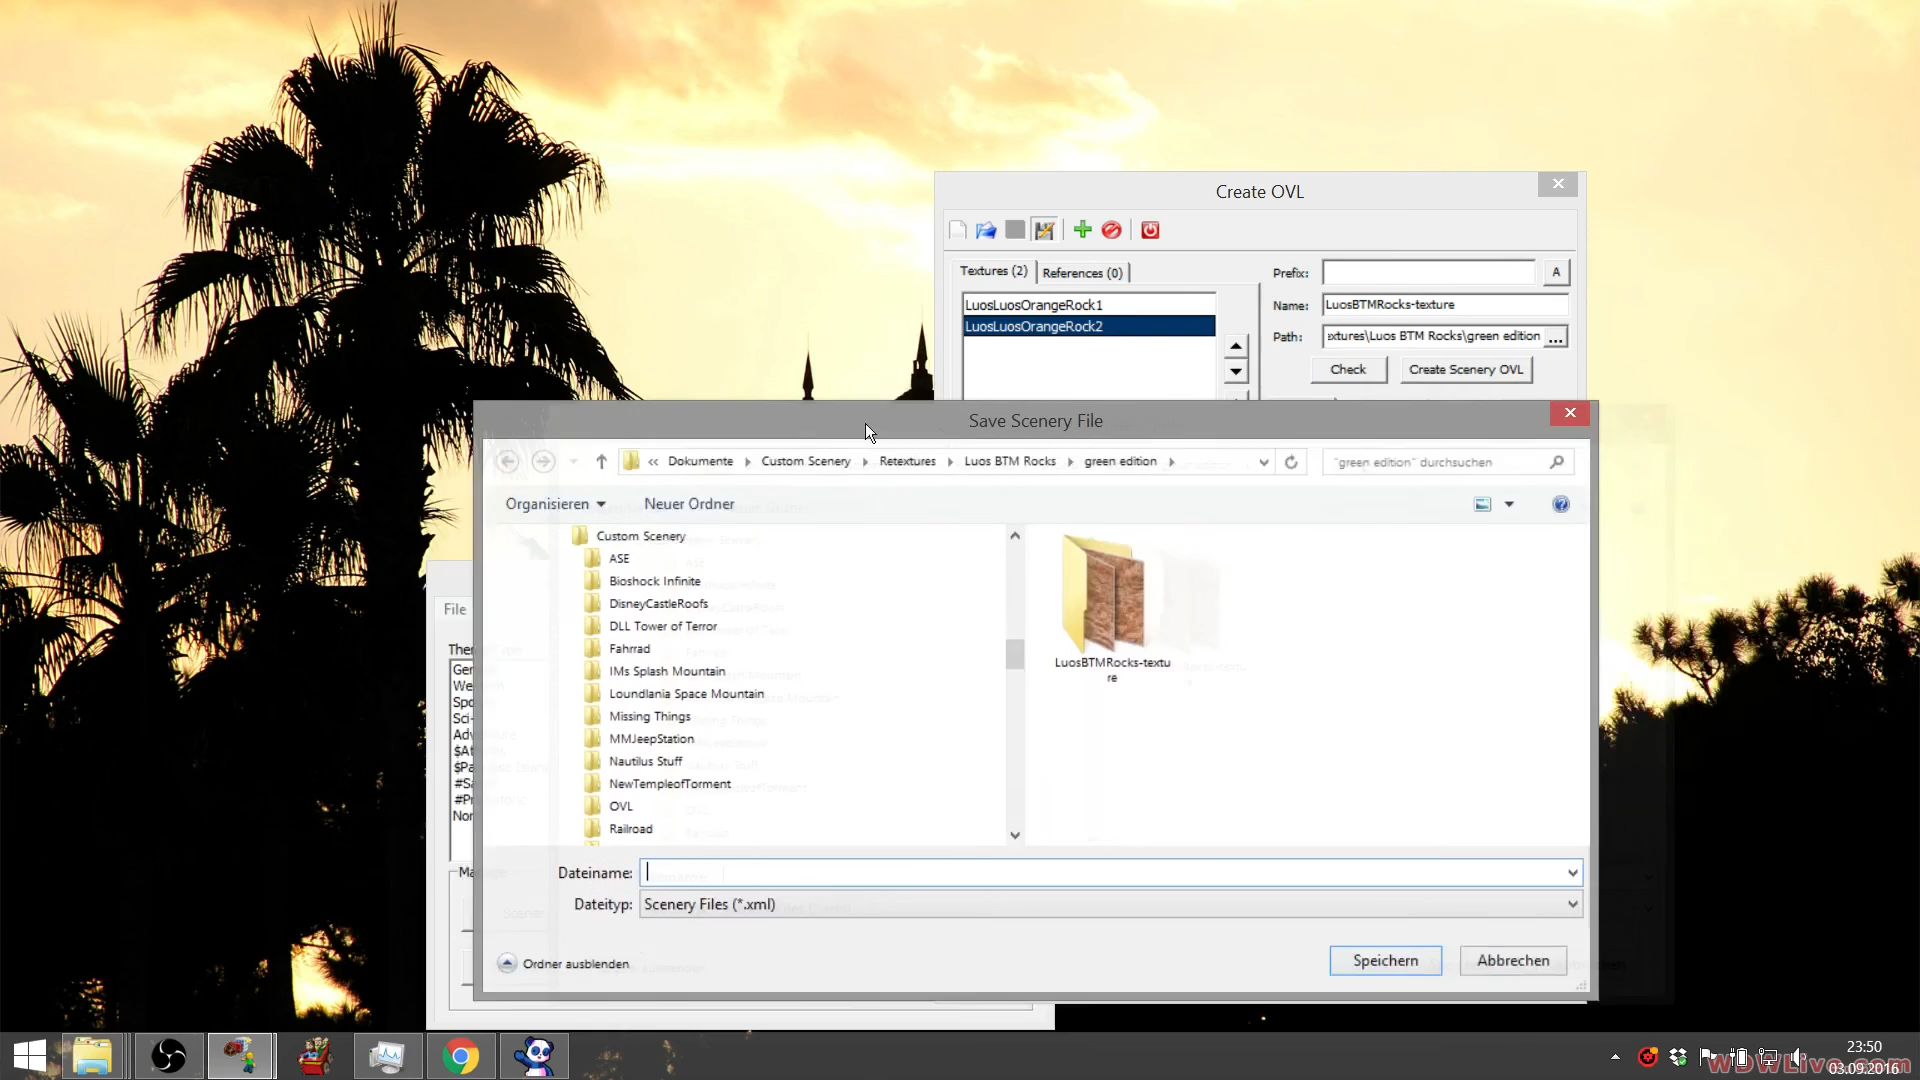 Create OVL
Textures (2)
References (0)
LuosLuosOrangeRock1
LuosLuosOrangeRock2
Prefix:
A
Name:
LuosBTMRocks-texture
Path:
extures\Luos BTM Rocks\green edition
...
Check
Create Scenery OVL
Save Scenery File
« Dokumente
Custom Scenery
Retextures
Luos BTM Rocks
green edition
"green edition" durchsuchen
Organisieren
Neuer Ordner
Custom Scenery
ASE
Bioshock Infinite
DisneyCastleRoofs
DLL Tower of Terror
Fahrrad
IMs Splash Mountain
Loundlania Space Mountain
Missing Things
MMJeepStation
Nautilus Stuff
NewTempleofTorment
OVL
Railroad
LuosBTMRocks-textu
re
Dateiname:
Dateityp:
Scenery Files (*.xml)
Ordner ausblenden
Speichern
Abbrechen
File
23:50
03.09.2016
WDWLive.com